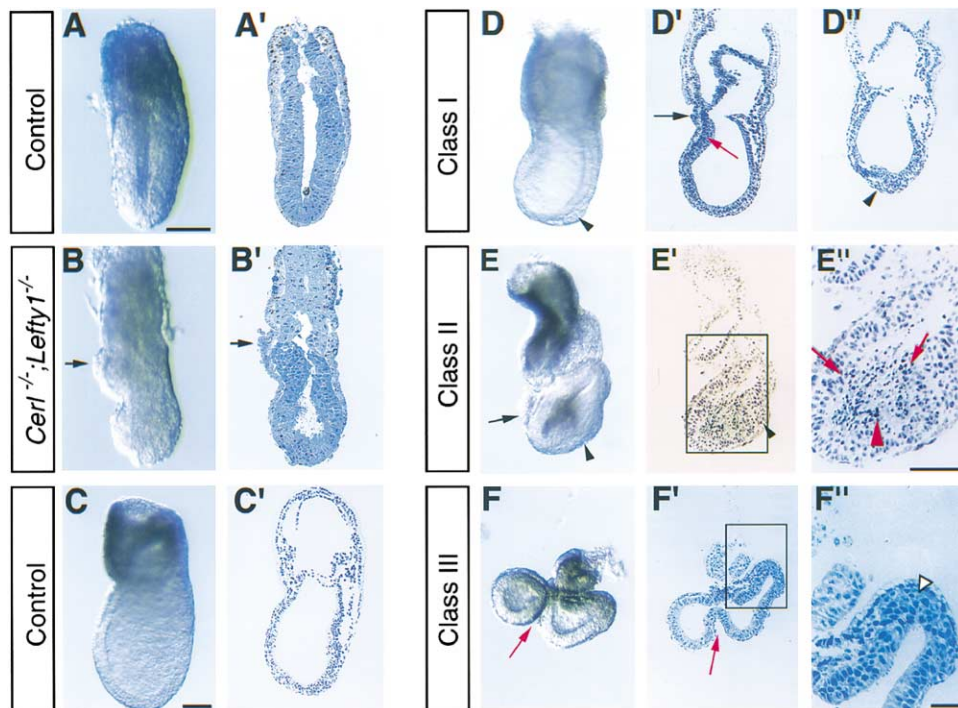 Control
A
A'
Cerl-/-;Lefty1-/-
B
B'
Control
C
C'
Class I
D
D'
D''
Class II
E
E'
E''
Class III
F
F'
F''